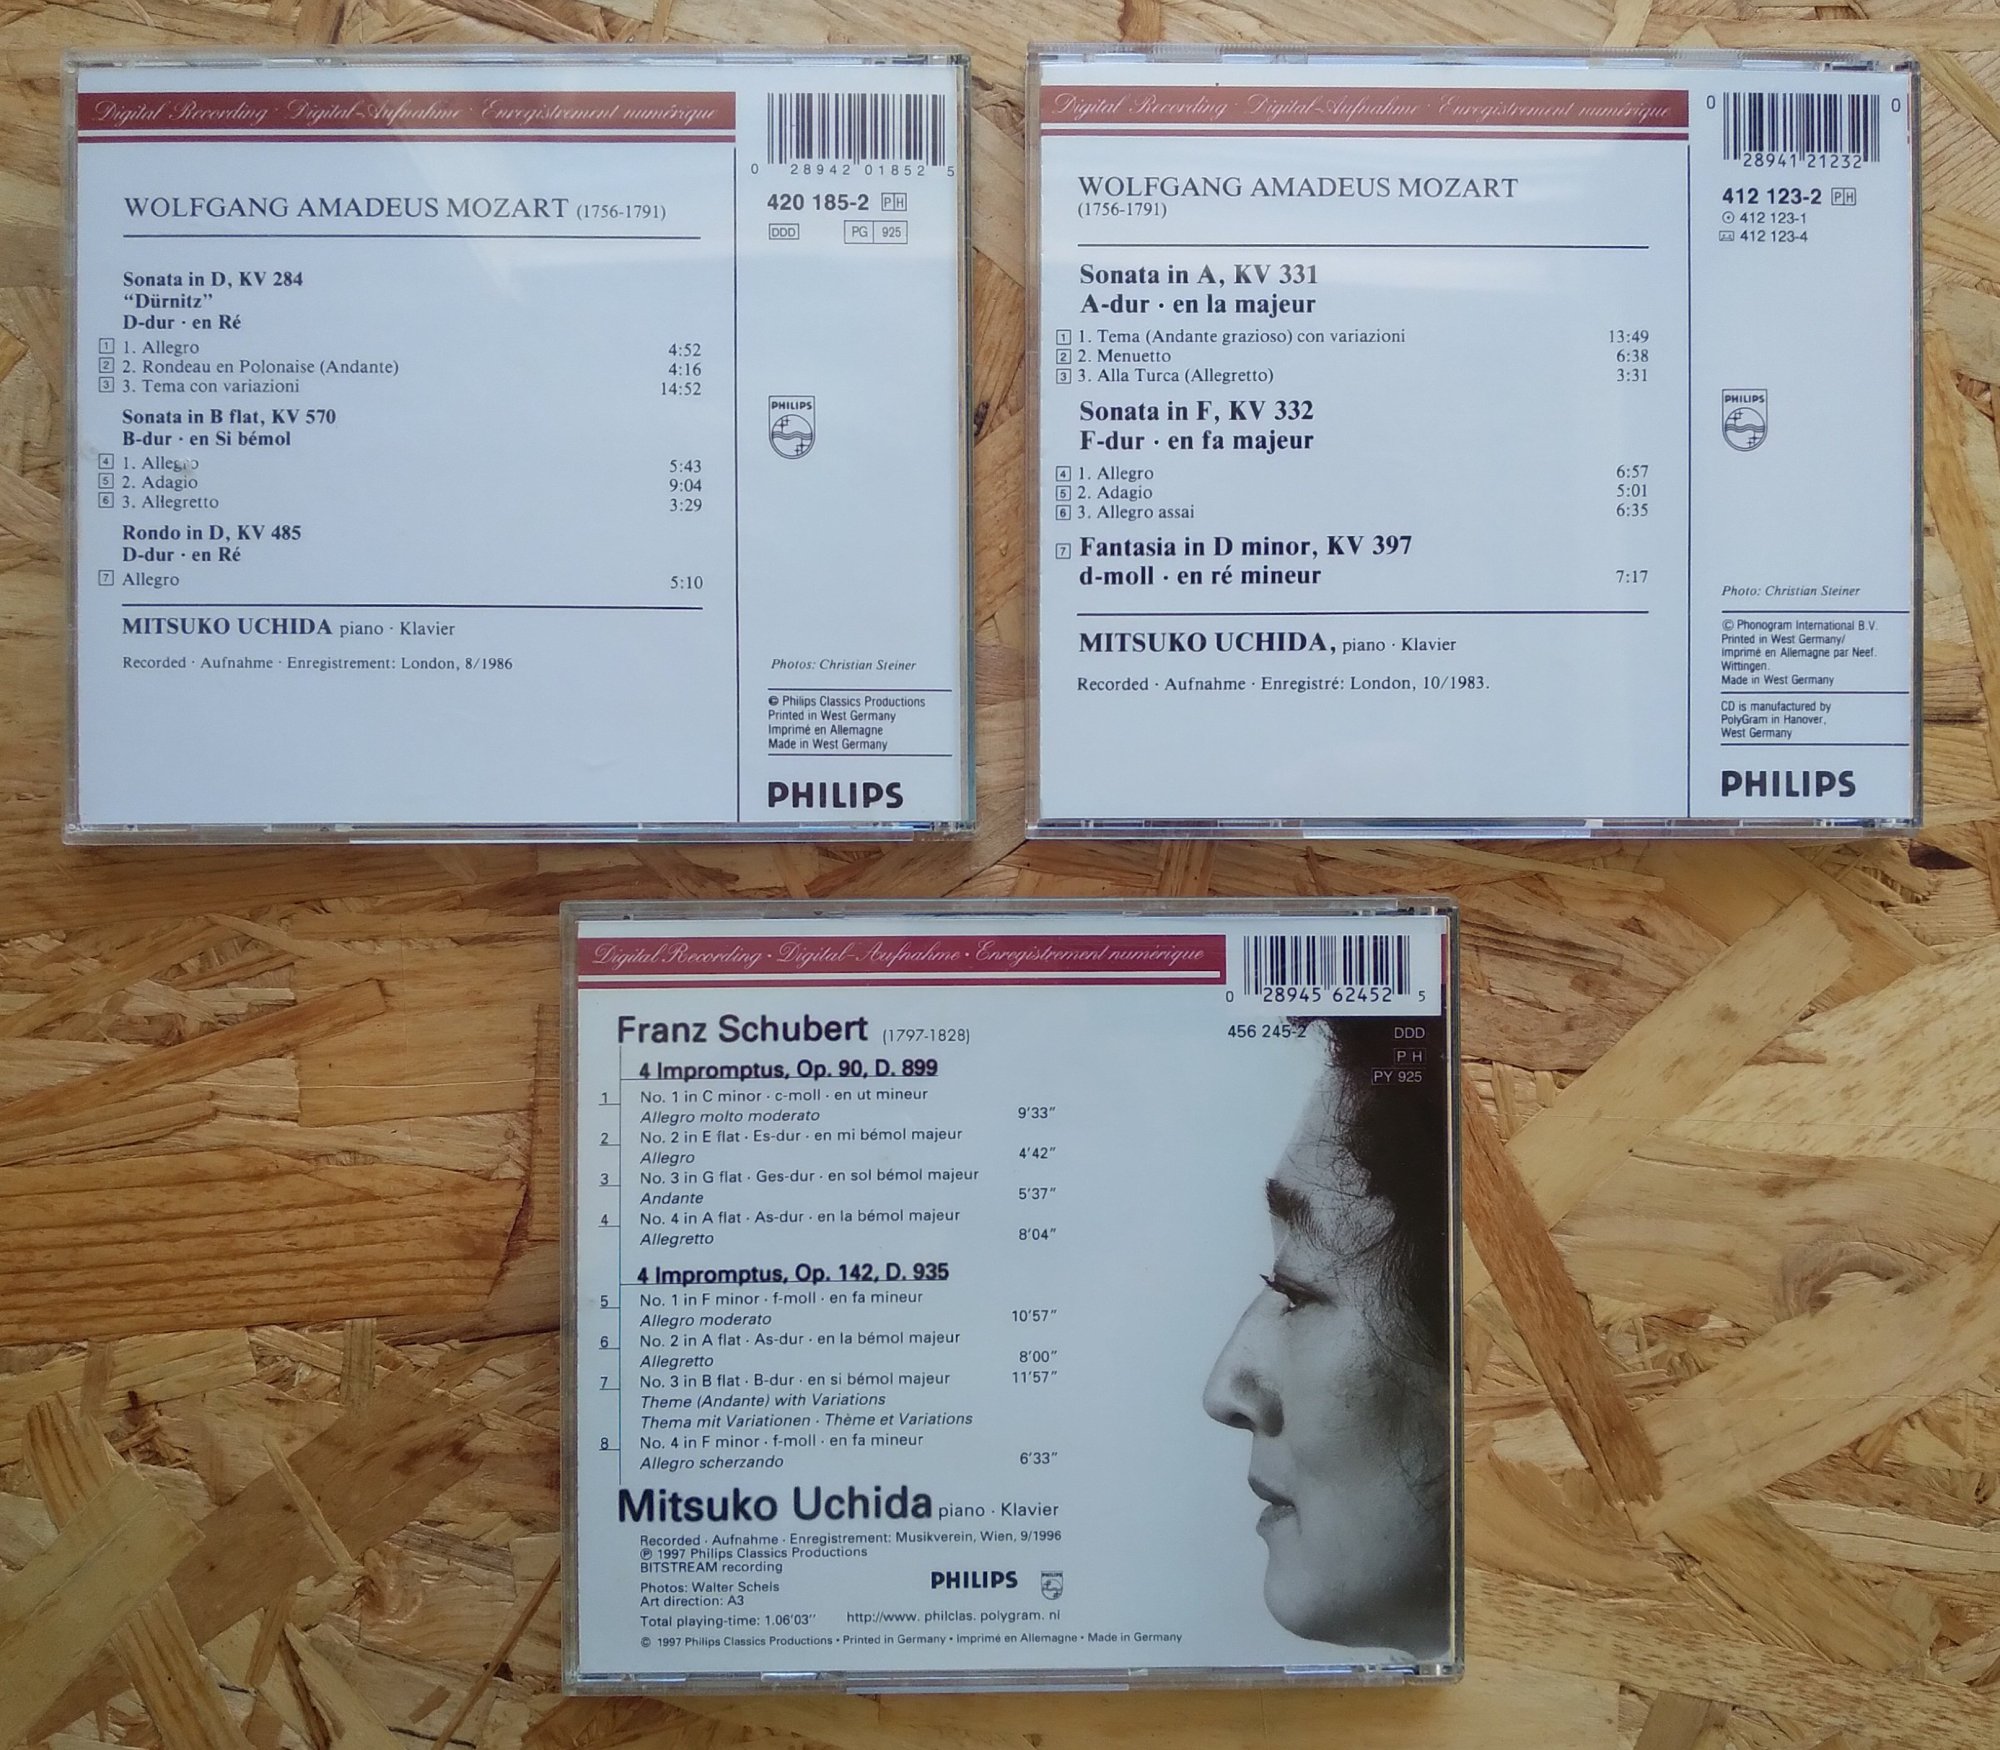 Digital Recording · Digital-Aufnahme · Enregistrement numérique
0 28942 01852 5
420 185-2 PH
DDD PG 925
WOLFGANG AMADEUS MOZART (1756-1791)
Sonata in D, KV 284
“Dürnitz”
D-dur · en Ré
1 1. Allegro 4:52
2 2. Rondeau en Polonaise (Andante) 4:16
3 3. Tema con variazioni 14:52
Sonata in B flat, KV 570
B-dur · en Si bémol
4 1. Allegro 5:43
5 2. Adagio 9:04
6 3. Allegretto 3:29
Rondo in D, KV 485
D-dur · en Ré
7 Allegro 5:10
MITSUKO UCHIDA piano · Klavier
Recorded · Aufnahme · Enregistrement: London, 8/1986
PHILIPS
Photos: Christian Steiner
© Philips Classics Productions
Printed in West Germany
Imprimé en Allemagne
Made in West Germany
PHILIPS
Digital Recording · Digital-Aufnahme · Enregistrement numérique
0 28941 21232 0
412 123-2 PH
412 123-1
412 123-4
WOLFGANG AMADEUS MOZART
(1756-1791)
Sonata in A, KV 331
A-dur · en la majeur
1 1. Tema (Andante grazioso) con variazioni 13:49
2 2. Menuetto 6:38
3 3. Alla Turca (Allegretto) 3:31
Sonata in F, KV 332
F-dur · en fa majeur
4 1. Allegro 6:57
5 2. Adagio 5:01
6 3. Allegro assai 6:35
7 Fantasia in D minor, KV 397
d-moll · en ré mineur 7:17
MITSUKO UCHIDA, piano · Klavier
Recorded · Aufnahme · Enregistré: London, 10/1983.
PHILIPS
Photo: Christian Steiner
© Phonogram International B.V.
Printed in West Germany/
Imprimé en Allemagne par Neef.
Wittingen.
Made in West Germany
CD is manufactured by
PolyGram in Hanover,
West Germany
PHILIPS
Digital Recording · Digital-Aufnahme · Enregistrement numérique
0 28945 62452 5
456 245-2 DDD
PH
PY 925
Franz Schubert (1797-1828)
4 Impromptus, Op. 90, D. 899
1 No. 1 in C minor · c-moll · en ut mineur
Allegro molto moderato 9’33”
2 No. 2 in E flat · Es-dur · en mi bémol majeur
Allegro 4’42”
3 No. 3 in G flat · Ges-dur · en sol bémol majeur
Andante 5’37”
4 No. 4 in A flat · As-dur · en la bémol majeur
Allegretto 8’04”
4 Impromptus, Op. 142, D. 935
5 No. 1 in F minor · f-moll · en fa mineur
Allegro moderato 10’57”
6 No. 2 in A flat · As-dur · en la bémol majeur
Allegretto 8’00”
7 No. 3 in B flat · B-dur · en si bémol majeur 11’57”
Theme (Andante) with Variations
Thema mit Variationen · Thème et Variations
8 No. 4 in F minor · f-moll · en fa mineur
Allegro scherzando 6’33”
Mitsuko Uchida piano · Klavier
Recorded · Aufnahme · Enregistrement: Musikverein, Wien, 9/1996
℗ 1997 Philips Classics Productions
BITSTREAM recording
Photos: Walter Schels
Art direction: A3
PHILIPS PHILIPS
Total playing-time: 1.06’03” http://www. philclas. polygram. nl
© 1997 Philips Classics Productions • Printed in Germany • Imprimé en Allemagne • Made in Germany